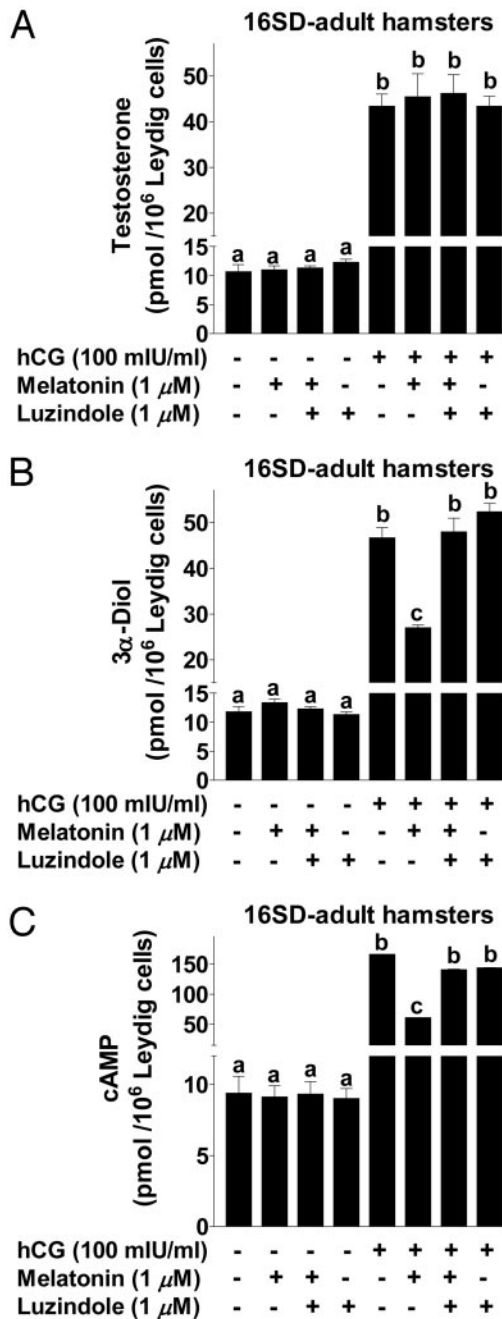 A
16SD-adult hamsters
Testosterone
(pmol /10⁶ Leydig cells)
50
40
30
20
15
10
5
0
a a a a b b b b
hCG (100 mIU/ml) - - - - + + + +
Melatonin (1 μM) - + + - - + + -
Luzindole (1 μM) - - + + - - + +
B
16SD-adult hamsters
3α-Diol
(pmol /10⁶ Leydig cells)
50
40
30
20
15
10
5
0
a a a a b c b b
hCG (100 mIU/ml) - - - - + + + +
Melatonin (1 μM) - + + - - + + -
Luzindole (1 μM) - - + + - - + +
C
16SD-adult hamsters
cAMP
(pmol /10⁶ Leydig cells)
150
100
50
10
5
0
a a a a b c b b
hCG (100 mIU/ml) - - - - + + + +
Melatonin (1 μM) - + + - - + + -
Luzindole (1 μM) - - + + - - + +